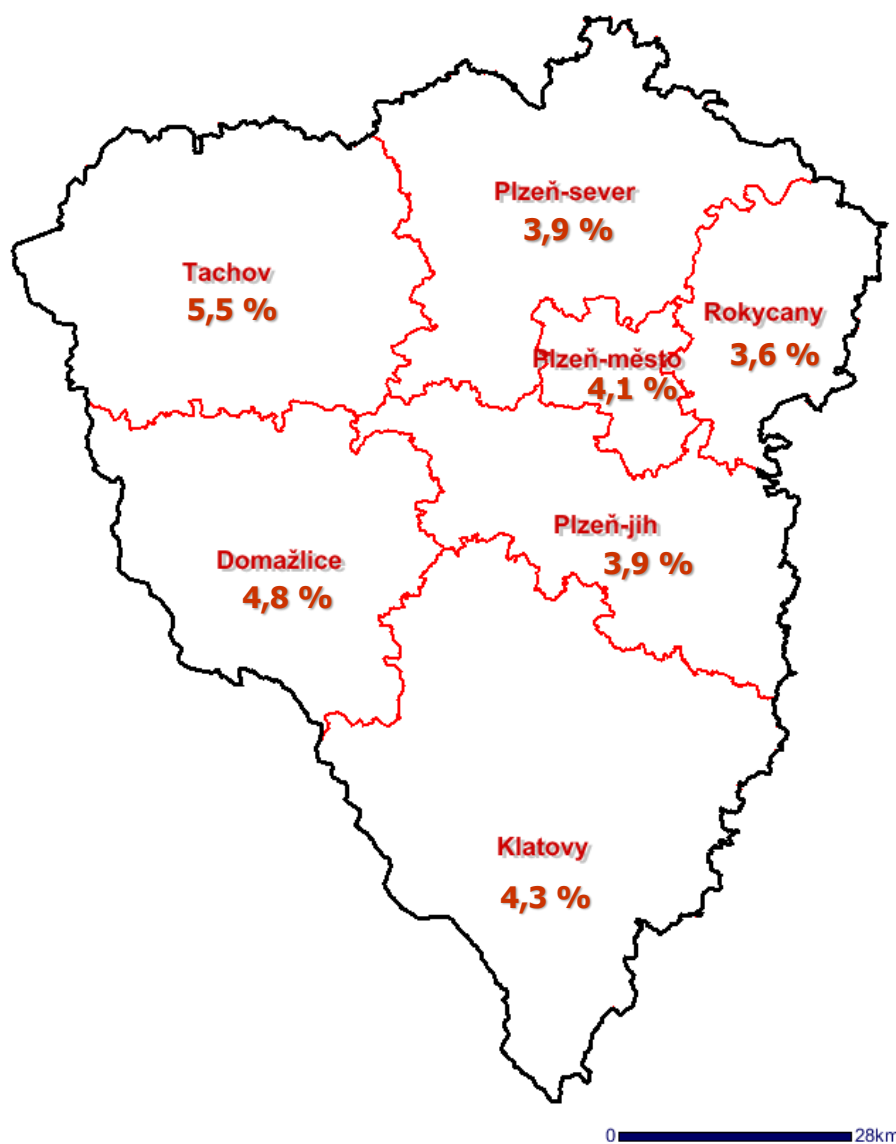 Plzeň-sever
3,9 %
Tachov
5,5 %
Rokycany
3,6 %
Plzeň-město
4,1 %
Plzeň-jih
3,9 %
Domažlice
4,8 %
Klatovy
4,3 %
0 28km